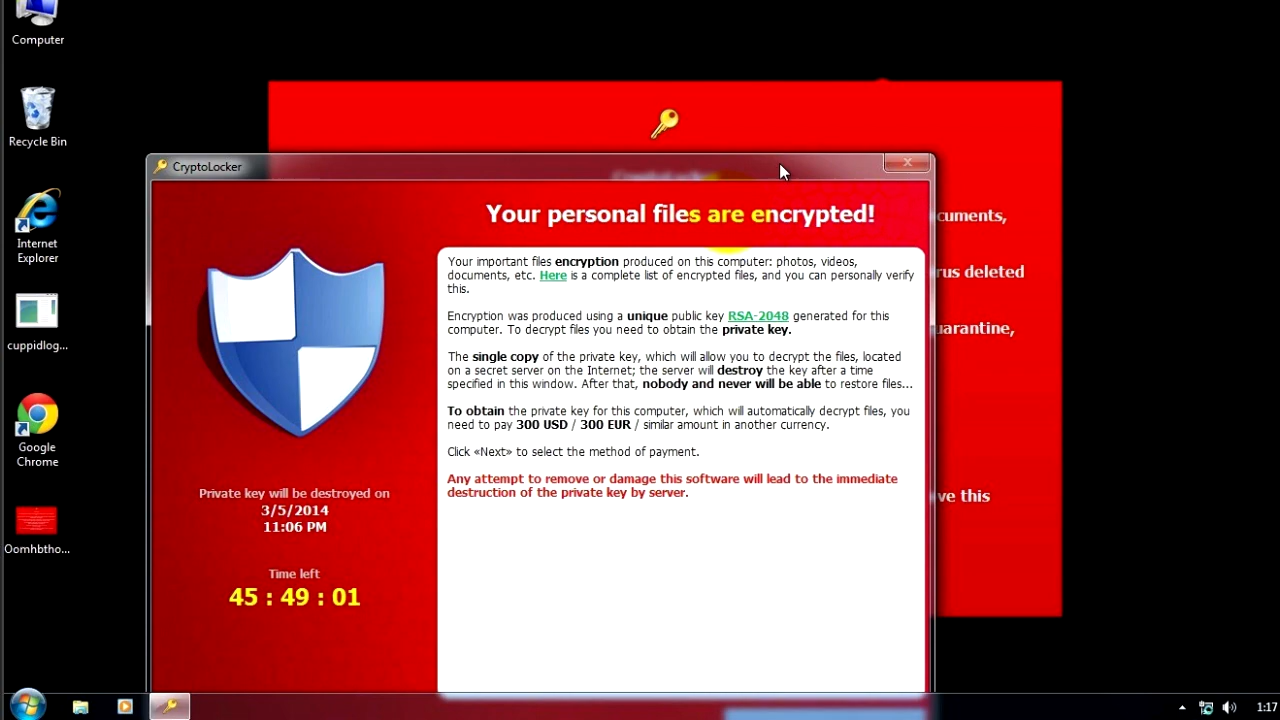 Computer
Recycle Bin
Internet
Explorer
cuppidlog...
Google
Chrome
Oomhbtho...
CryptoLocker
Your personal files are encrypted!
Your important files encryption produced on this computer: photos, videos,
documents, etc. Here is a complete list of encrypted files, and you can personally verify
this.
Encryption was produced using a unique public key RSA-2048 generated for this
computer. To decrypt files you need to obtain the private key.
The single copy of the private key, which will allow you to decrypt the files, located
on a secret server on the Internet; the server will destroy the key after a time
specified in this window. After that, nobody and never will be able to restore files...
To obtain the private key for this computer, which will automatically decrypt files, you
need to pay 300 USD / 300 EUR / similar amount in another currency.
Click «Next» to select the method of payment.
Any attempt to remove or damage this software will lead to the immediate
destruction of the private key by server.
Private key will be destroyed on
3/5/2014
11:06 PM
Time left
45 : 49 : 01
cuments,
rus deleted
uarantine,
ve this
1:17